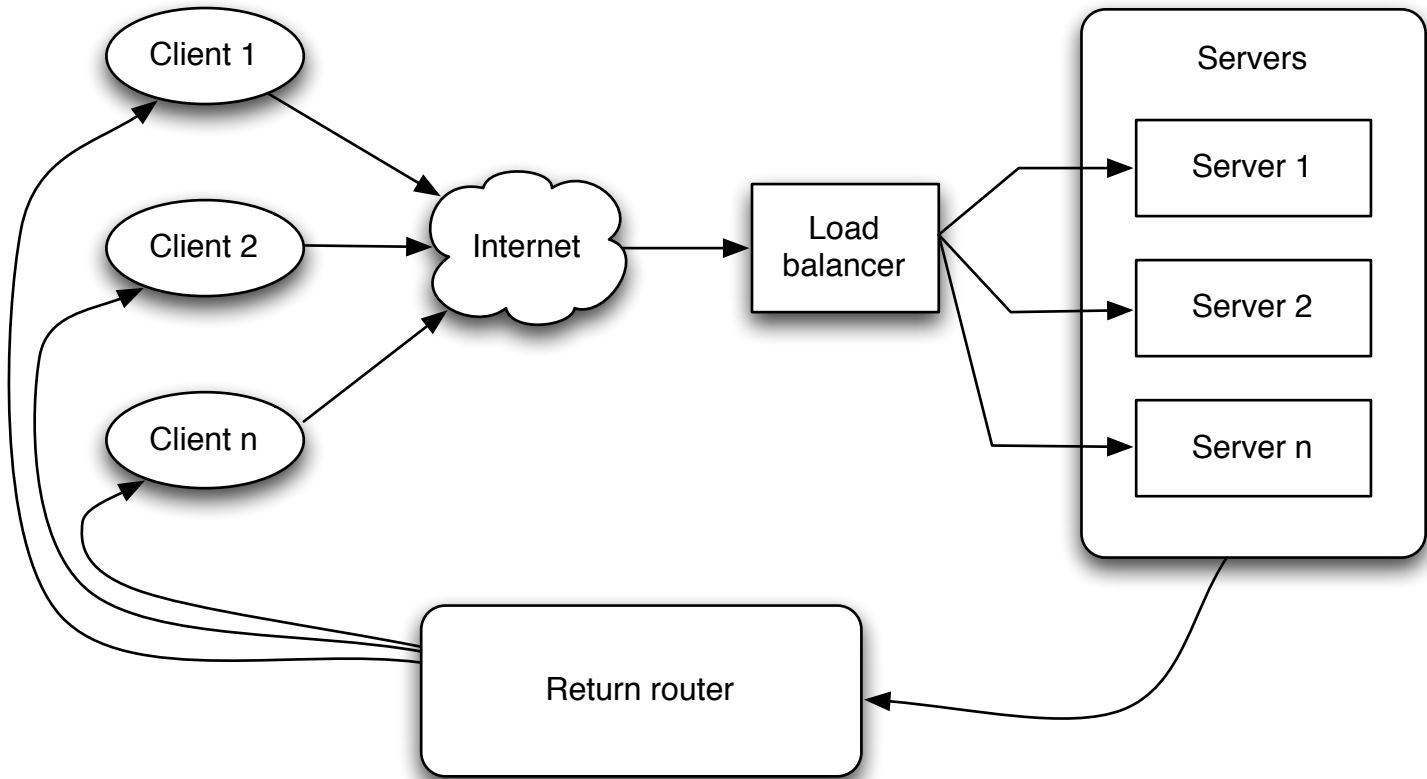 Client 1
Client 2
Client n
Internet
Load
balancer
Servers
Server 1
Server 2
Server n
Return router